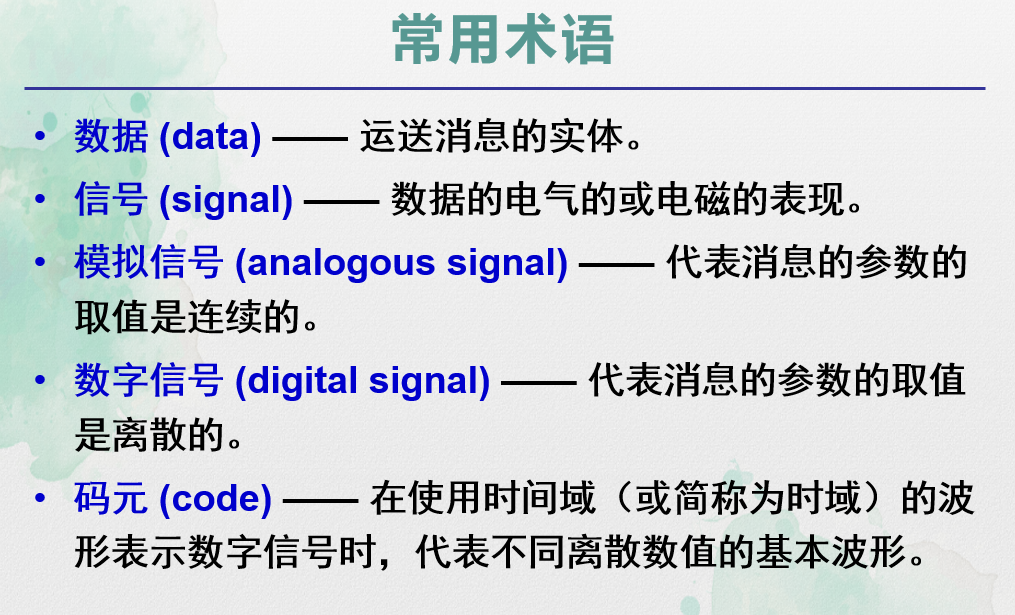 常用术语
• 数据 (data) —— 运送消息的实体。
• 信号 (signal) —— 数据的电气的或电磁的表现。
• 模拟信号 (analogous signal) —— 代表消息的参数的
取值是连续的。
• 数字信号 (digital signal) —— 代表消息的参数的取值
是离散的。
• 码元 (code) —— 在使用时间域（或简称为时域）的波
形表示数字信号时，代表不同离散数值的基本波形。